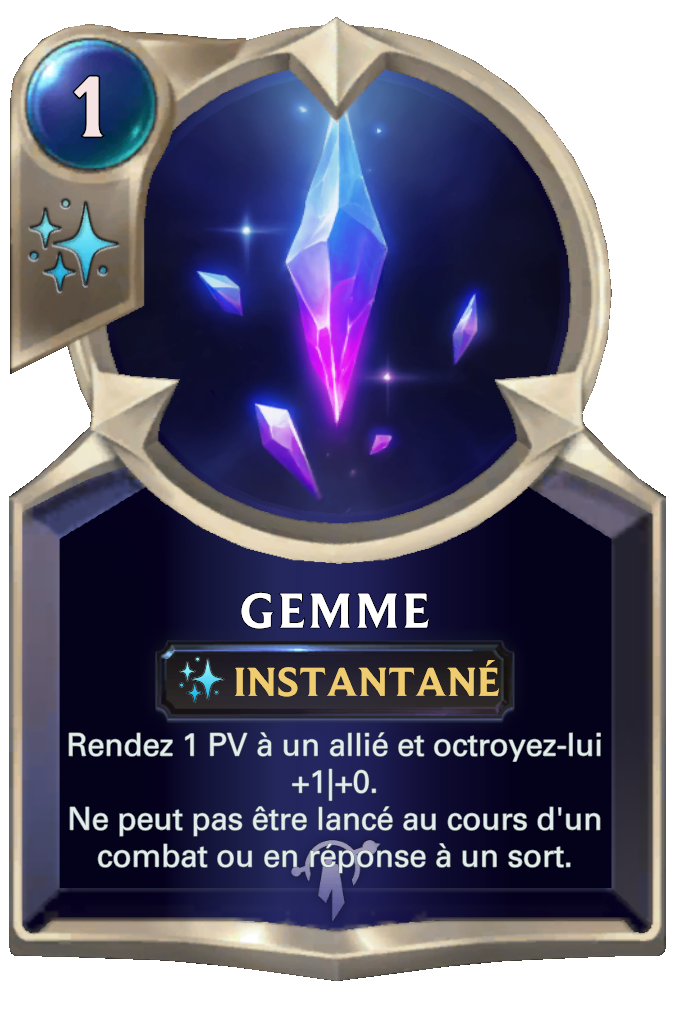 1
GEMME
INSTANTANÉ
Rendez 1 PV à un allié et octroyez-lui
+1|+0.
Ne peut pas être lancé au cours d'un
combat ou en réponse à un sort.